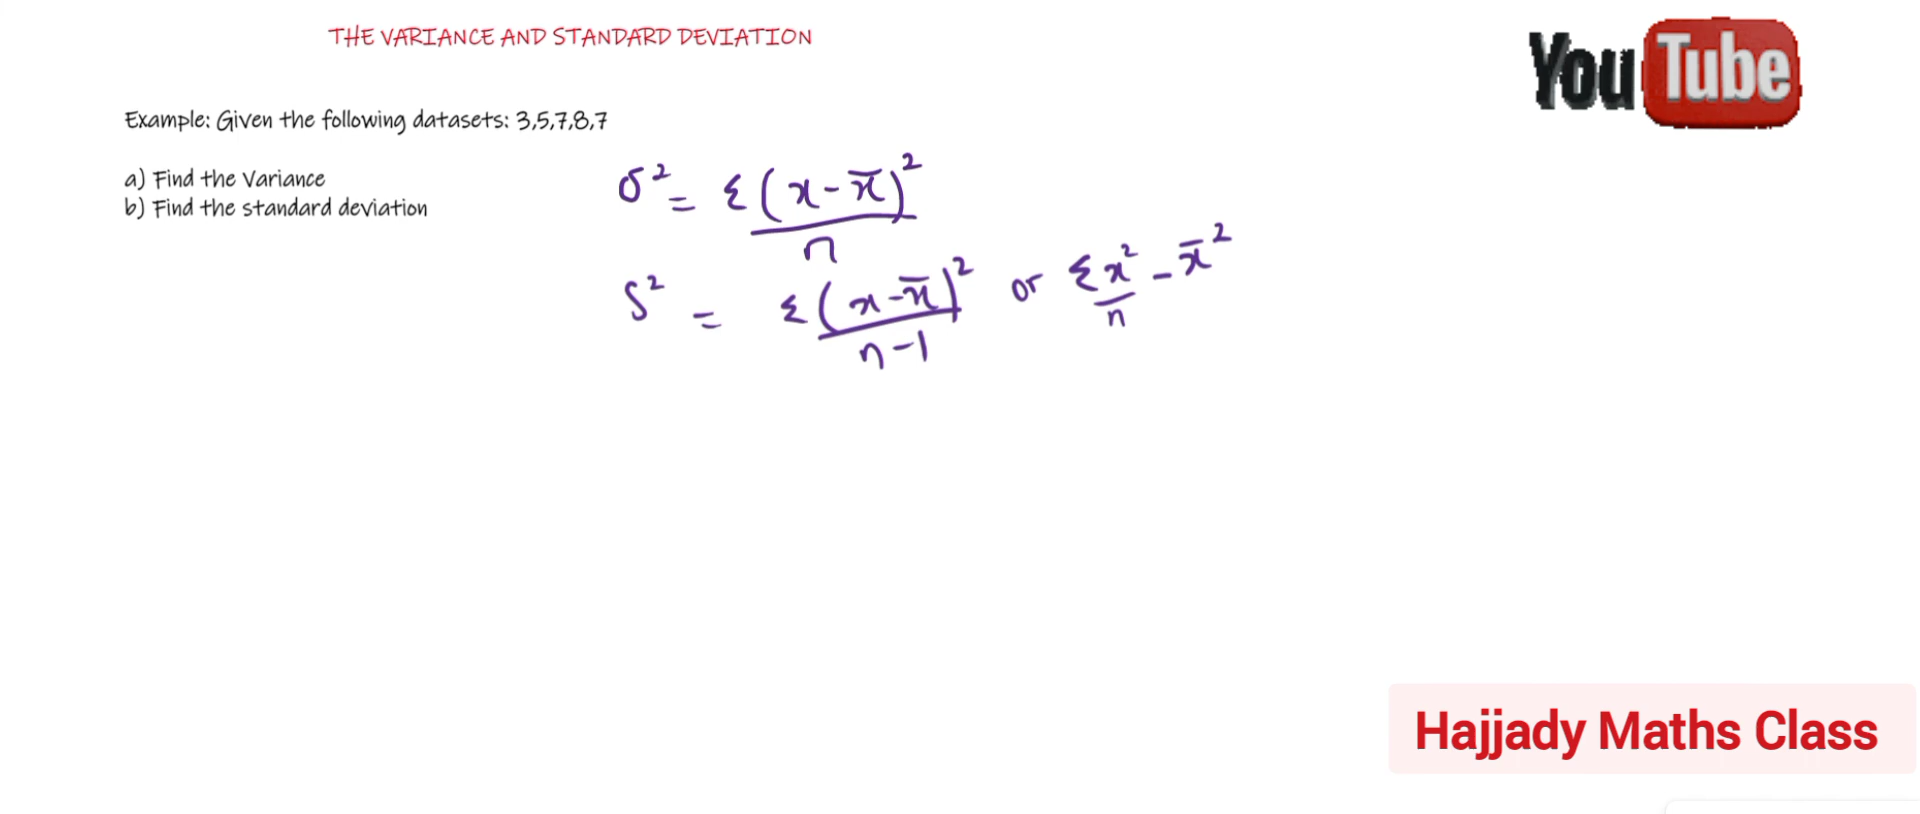 THE VARIANCE AND STANDARD DEVIATION
YouTube
Example: Given the following datasets: 3,5,7,8,7
a) Find the Variance
b) Find the standard deviation
σ² = Σ(x-x̄)²/n
S² = Σ(x-x̄)²/n-1 or Σx²/n - x̄²
Hajjady Maths Class